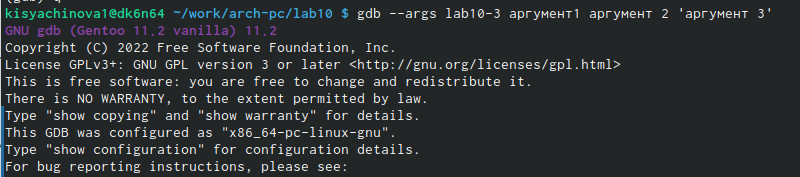 kisyachinova1@dk6n64 ~/work/arch-pc/lab10 $ gdb --args lab10-3 аргумент1 аргумент 2 'аргумент 3'
GNU gdb (Gentoo 11.2 vanilla) 11.2
Copyright (C) 2022 Free Software Foundation, Inc.
License GPLv3+: GNU GPL version 3 or later <http://gnu.org/licenses/gpl.html>
This is free software: you are free to change and redistribute it.
There is NO WARRANTY, to the extent permitted by law.
Type "show copying" and "show warranty" for details.
This GDB was configured as "x86_64-pc-linux-gnu".
Type "show configuration" for configuration details.
For bug reporting instructions, please see: